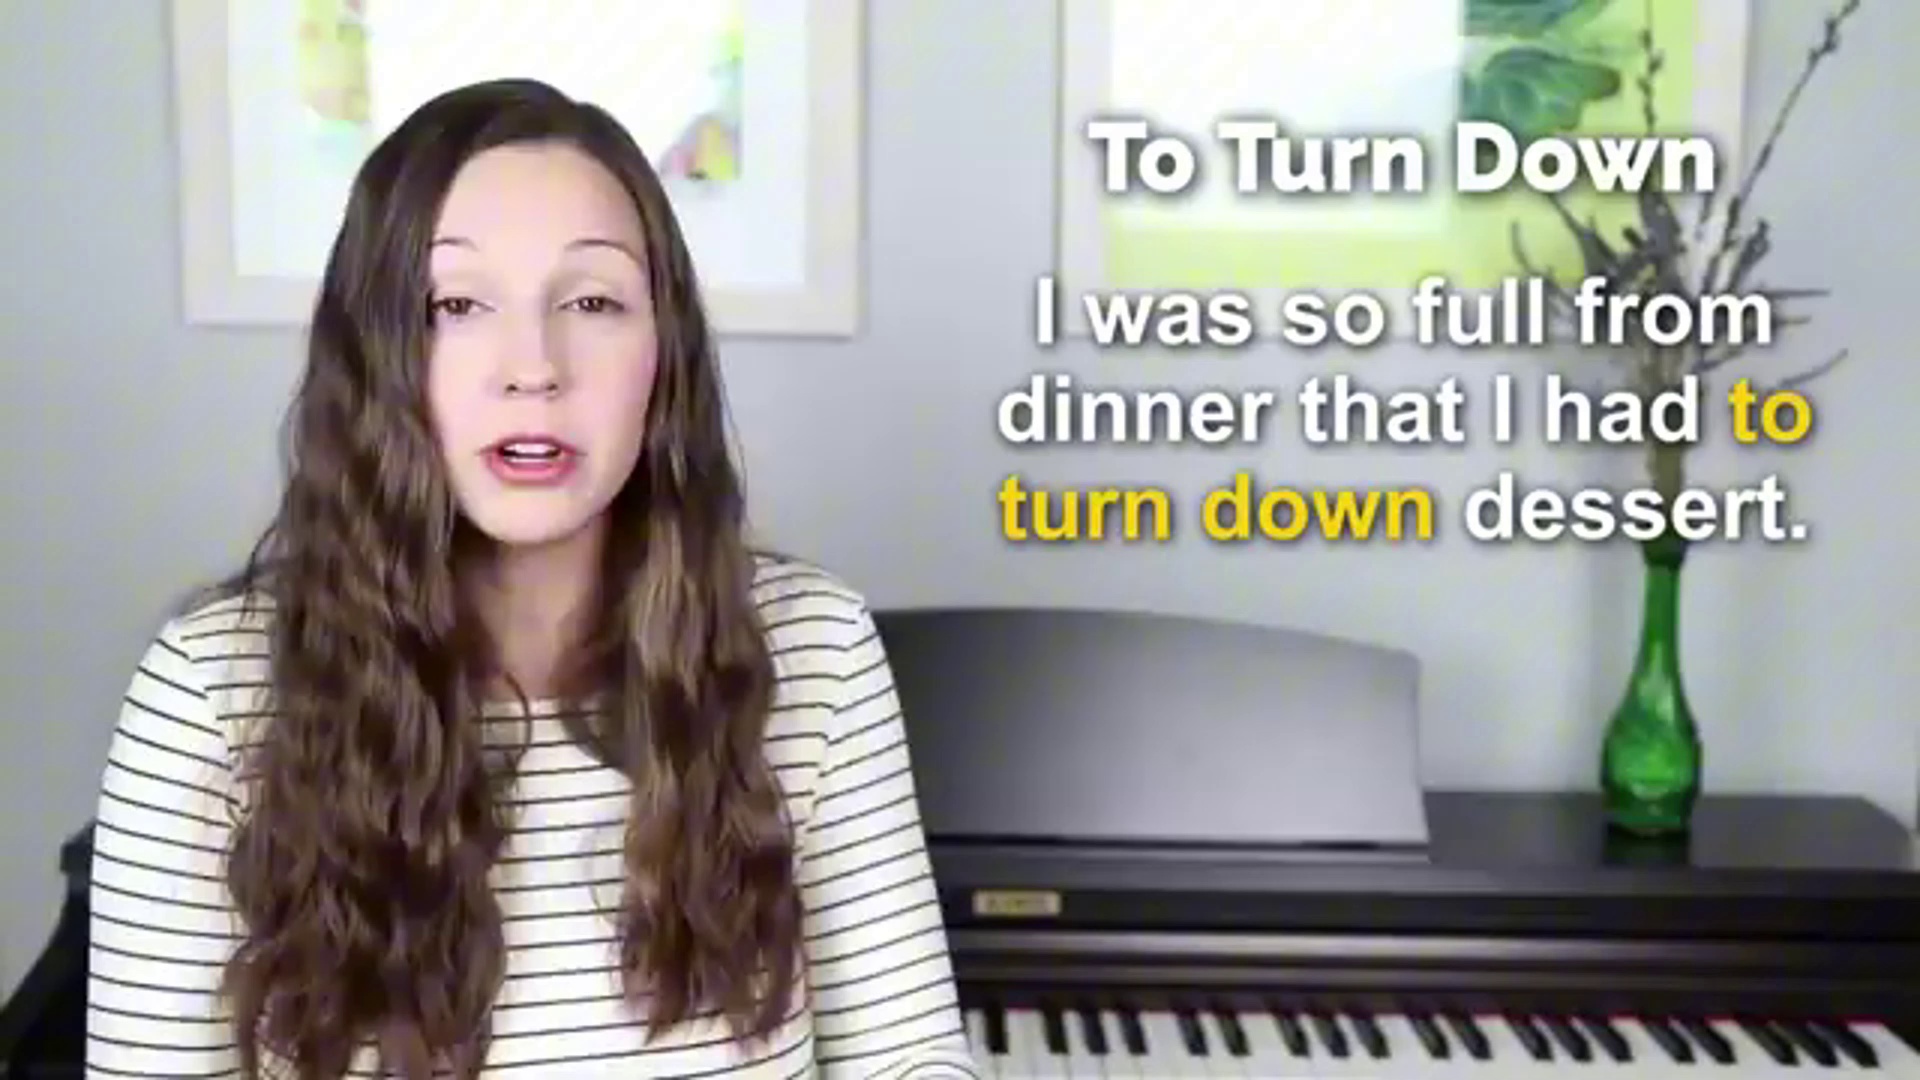 To Turn Down
I was so full from
dinner that I had to
turn down dessert.